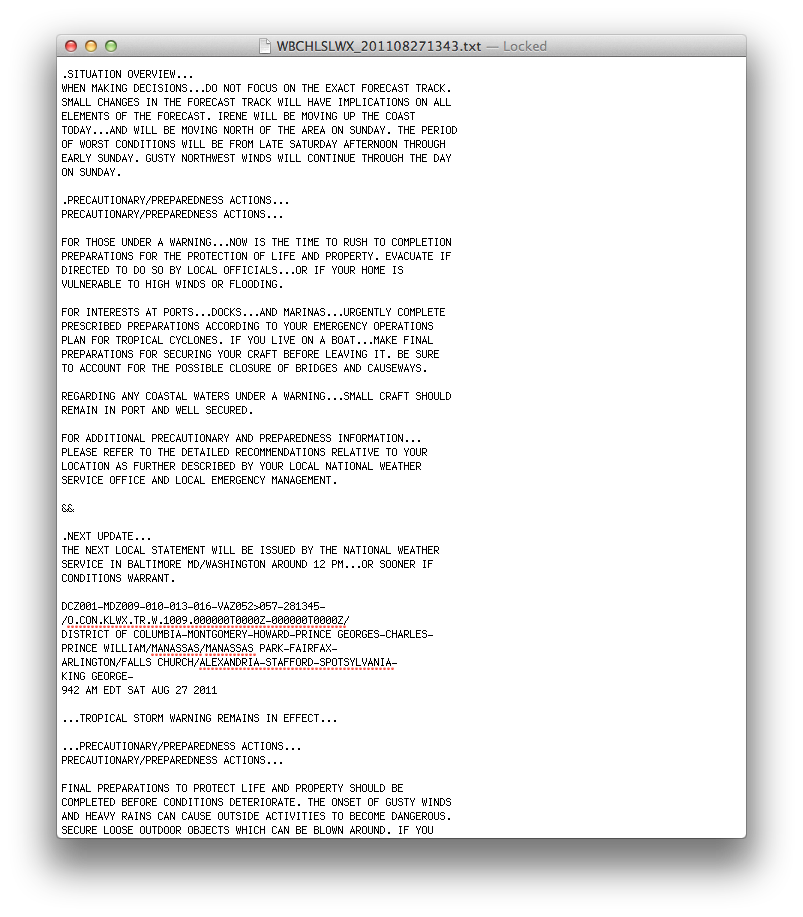 WBCHLSLWX_201108271343.txt — Locked
.SITUATION OVERVIEW...
WHEN MAKING DECISIONS...DO NOT FOCUS ON THE EXACT FORECAST TRACK.
SMALL CHANGES IN THE FORECAST TRACK WILL HAVE IMPLICATIONS ON ALL
ELEMENTS OF THE FORECAST. IRENE WILL BE MOVING UP THE COAST
TODAY...AND WILL BE MOVING NORTH OF THE AREA ON SUNDAY. THE PERIOD
OF WORST CONDITIONS WILL BE FROM LATE SATURDAY AFTERNOON THROUGH
EARLY SUNDAY. GUSTY NORTHWEST WINDS WILL CONTINUE THROUGH THE DAY
ON SUNDAY.
.PRECAUTIONARY/PREPAREDNESS ACTIONS...
PRECAUTIONARY/PREPAREDNESS ACTIONS...
FOR THOSE UNDER A WARNING...NOW IS THE TIME TO RUSH TO COMPLETION
PREPARATIONS FOR THE PROTECTION OF LIFE AND PROPERTY. EVACUATE IF
DIRECTED TO DO SO BY LOCAL OFFICIALS...OR IF YOUR HOME IS
VULNERABLE TO HIGH WINDS OR FLOODING.
FOR INTERESTS AT PORTS...DOCKS...AND MARINAS...URGENTLY COMPLETE
PRESCRIBED PREPARATIONS ACCORDING TO YOUR EMERGENCY OPERATIONS
PLAN FOR TROPICAL CYCLONES. IF YOU LIVE ON A BOAT...MAKE FINAL
PREPARATIONS FOR SECURING YOUR CRAFT BEFORE LEAVING IT. BE SURE
TO ACCOUNT FOR THE POSSIBLE CLOSURE OF BRIDGES AND CAUSEWAYS.
REGARDING ANY COASTAL WATERS UNDER A WARNING...SMALL CRAFT SHOULD
REMAIN IN PORT AND WELL SECURED.
FOR ADDITIONAL PRECAUTIONARY AND PREPAREDNESS INFORMATION...
PLEASE REFER TO THE DETAILED RECOMMENDATIONS RELATIVE TO YOUR
LOCATION AS FURTHER DESCRIBED BY YOUR LOCAL NATIONAL WEATHER
SERVICE OFFICE AND LOCAL EMERGENCY MANAGEMENT.
&&
.NEXT UPDATE...
THE NEXT LOCAL STATEMENT WILL BE ISSUED BY THE NATIONAL WEATHER
SERVICE IN BALTIMORE MD/WASHINGTON AROUND 12 PM...OR SOONER IF
CONDITIONS WARRANT.
DCZ001-MDZ009-010-013-016-VAZ052>057-281345-
/O.CON.KLWX.TR.W.1009.000000T0000Z-000000T0000Z/
DISTRICT OF COLUMBIA-MONTGOMERY-HOWARD-PRINCE GEORGES-CHARLES-
PRINCE WILLIAM/MANASSAS/MANASSAS PARK-FAIRFAX-
ARLINGTON/FALLS CHURCH/ALEXANDRIA-STAFFORD-SPOTSYLVANIA-
KING GEORGE-
942 AM EDT SAT AUG 27 2011
...TROPICAL STORM WARNING REMAINS IN EFFECT...
...PRECAUTIONARY/PREPAREDNESS ACTIONS...
PRECAUTIONARY/PREPAREDNESS ACTIONS...
FINAL PREPARATIONS TO PROTECT LIFE AND PROPERTY SHOULD BE
COMPLETED BEFORE CONDITIONS DETERIORATE. THE ONSET OF GUSTY WINDS
AND HEAVY RAINS CAN CAUSE OUTSIDE ACTIVITIES TO BECOME DANGEROUS.
SECURE LOOSE OUTDOOR OBJECTS WHICH CAN BE BLOWN AROUND. IF YOU